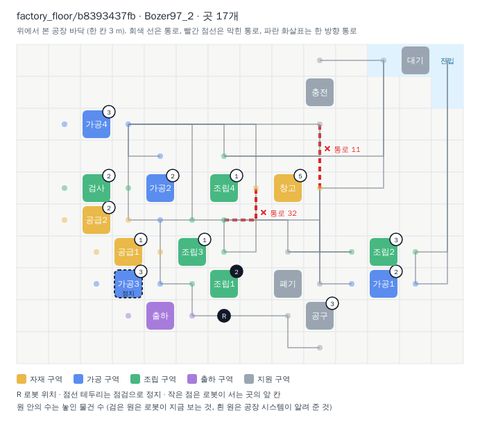 factory_floor/b8393437fb · Bozer97_2 · 곳 17개
위에서 본 공장 바닥 (한 칸 3 m). 회색 선은 통로, 빨간 점선은 막힌 통로, 파란 화살표는 한 방향 통로
대기
진입
충전
가공4
3
✖ 통로 11
검사
2
가공2
2
조립4
1
창고
5
공급2
2
✖ 통로 32
공급1
1
조립3
1
조립2
3
가공3
3
정지
조립1
2
폐기
가공1
2
출하
R
공구
3
자재 구역
가공 구역
조립 구역
출하 구역
지원 구역
R 로봇 위치 · 점선 테두리는 점검으로 정지 · 작은 점은 로봇이 서는 곳의 앞 칸
원 안의 수는 놓인 물건 수 (검은 원은 로봇이 지금 보는 것, 흰 원은 공장 시스템이 알려 준 것)